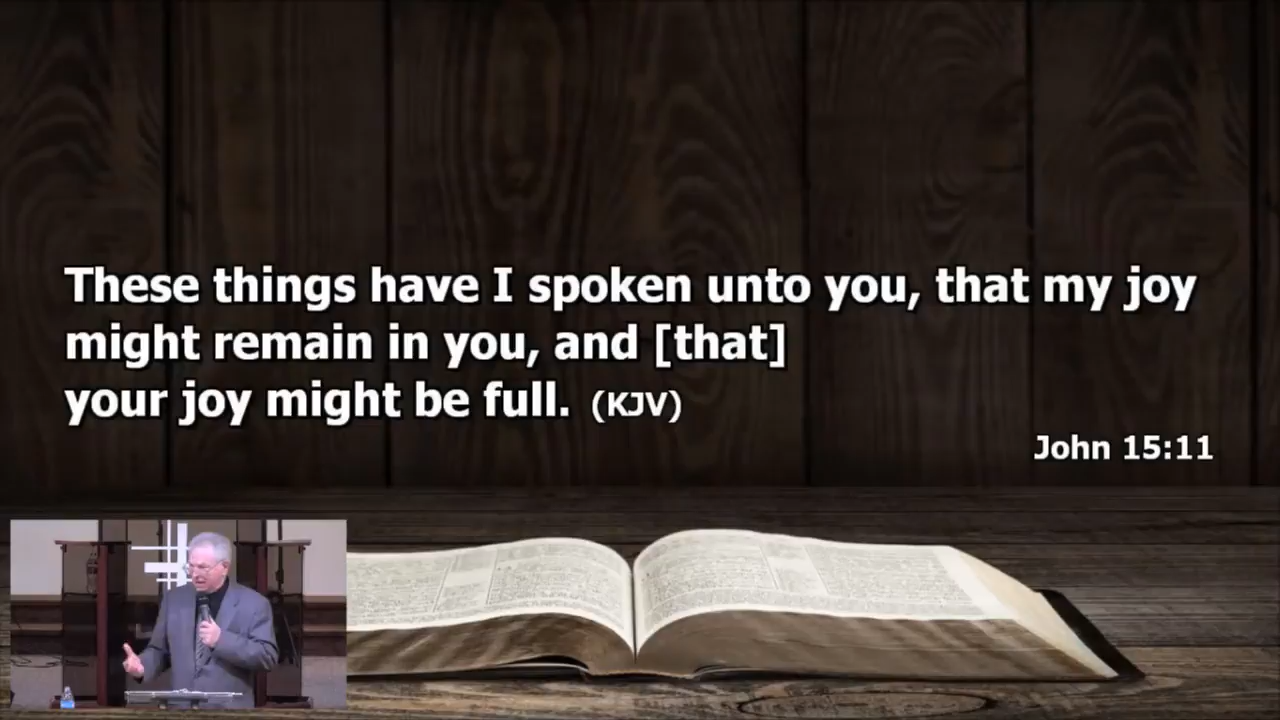 These things have I spoken unto you, that my joy
might remain in you, and [that]
your joy might be full. (KJV)
John 15:11